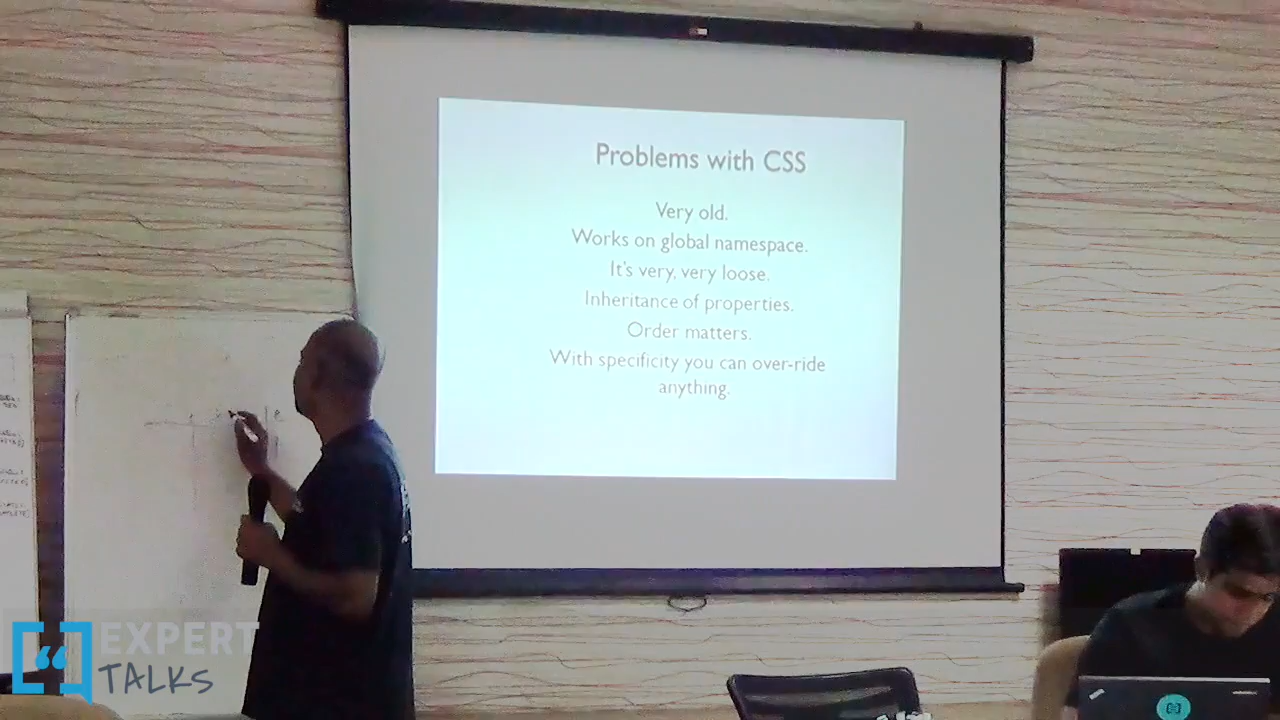 Problems with CSS
Very old.
Works on global namespace.
It's very, very loose.
Inheritance of properties.
Order matters.
With specificity you can over-ride
anything.
EXPERT
TALKS